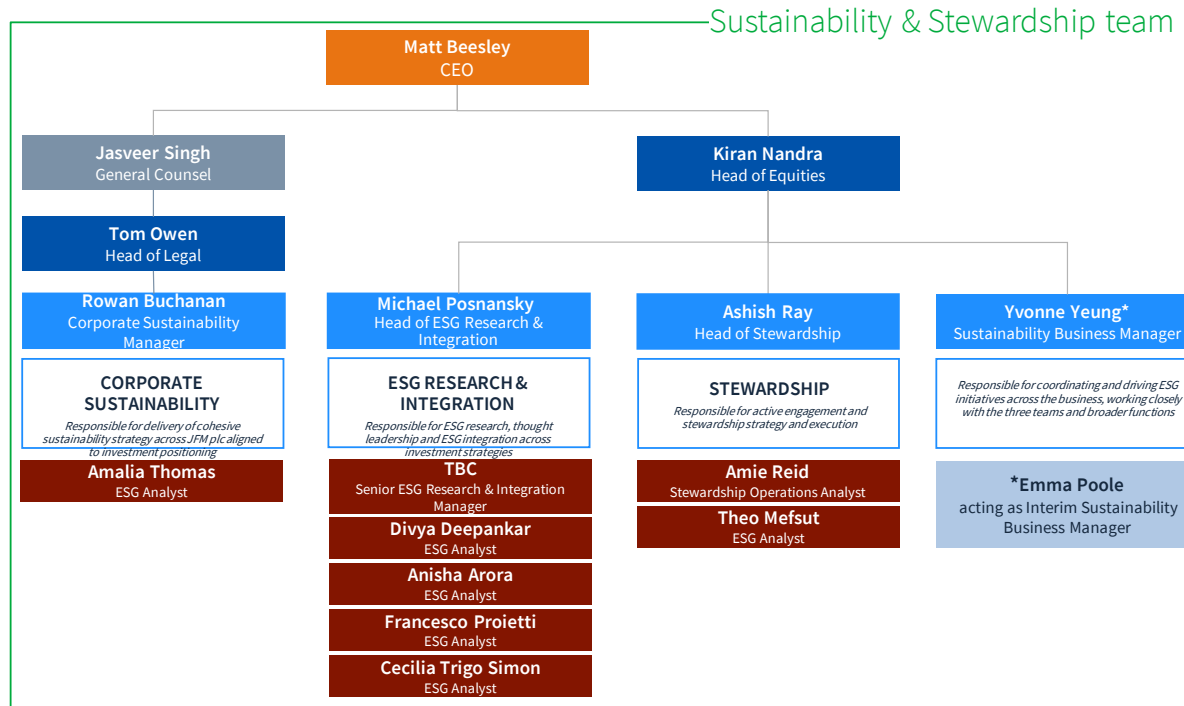 Sustainability & Stewardship team
Matt Beesley
CEO
Jasveer Singh
General Counsel
Kiran Nandra
Head of Equities
Tom Owen
Head of Legal
Rowan Buchanan
Corporate Sustainability
Manager
Michael Posnansky
Head of ESG Research &
Integration
Ashish Ray
Head of Stewardship
Yvonne Yeung*
Sustainability Business Manager
CORPORATE
SUSTAINABILITY
Responsible for delivery of cohesive
sustainability strategy across JFM plc aligned
to investment positioning
ESG RESEARCH &
INTEGRATION
Responsible for ESG research, thought
leadership and ESG integration across
investment strategies
STEWARDSHIP
Responsible for active engagement and
stewardship strategy and execution
Responsible for coordinating and driving ESG
initiatives across the business, working closely
with the three teams and broader functions
Amalia Thomas
ESG Analyst
TBC
Senior ESG Research & Integration
Manager
Divya Deepankar
ESG Analyst
Anisha Arora
ESG Analyst
Francesco Proietti
ESG Analyst
Cecilia Trigo Simon
ESG Analyst
Amie Reid
Stewardship Operations Analyst
Theo Mefsut
ESG Analyst
*Emma Poole
acting as Interim Sustainability
Business Manager